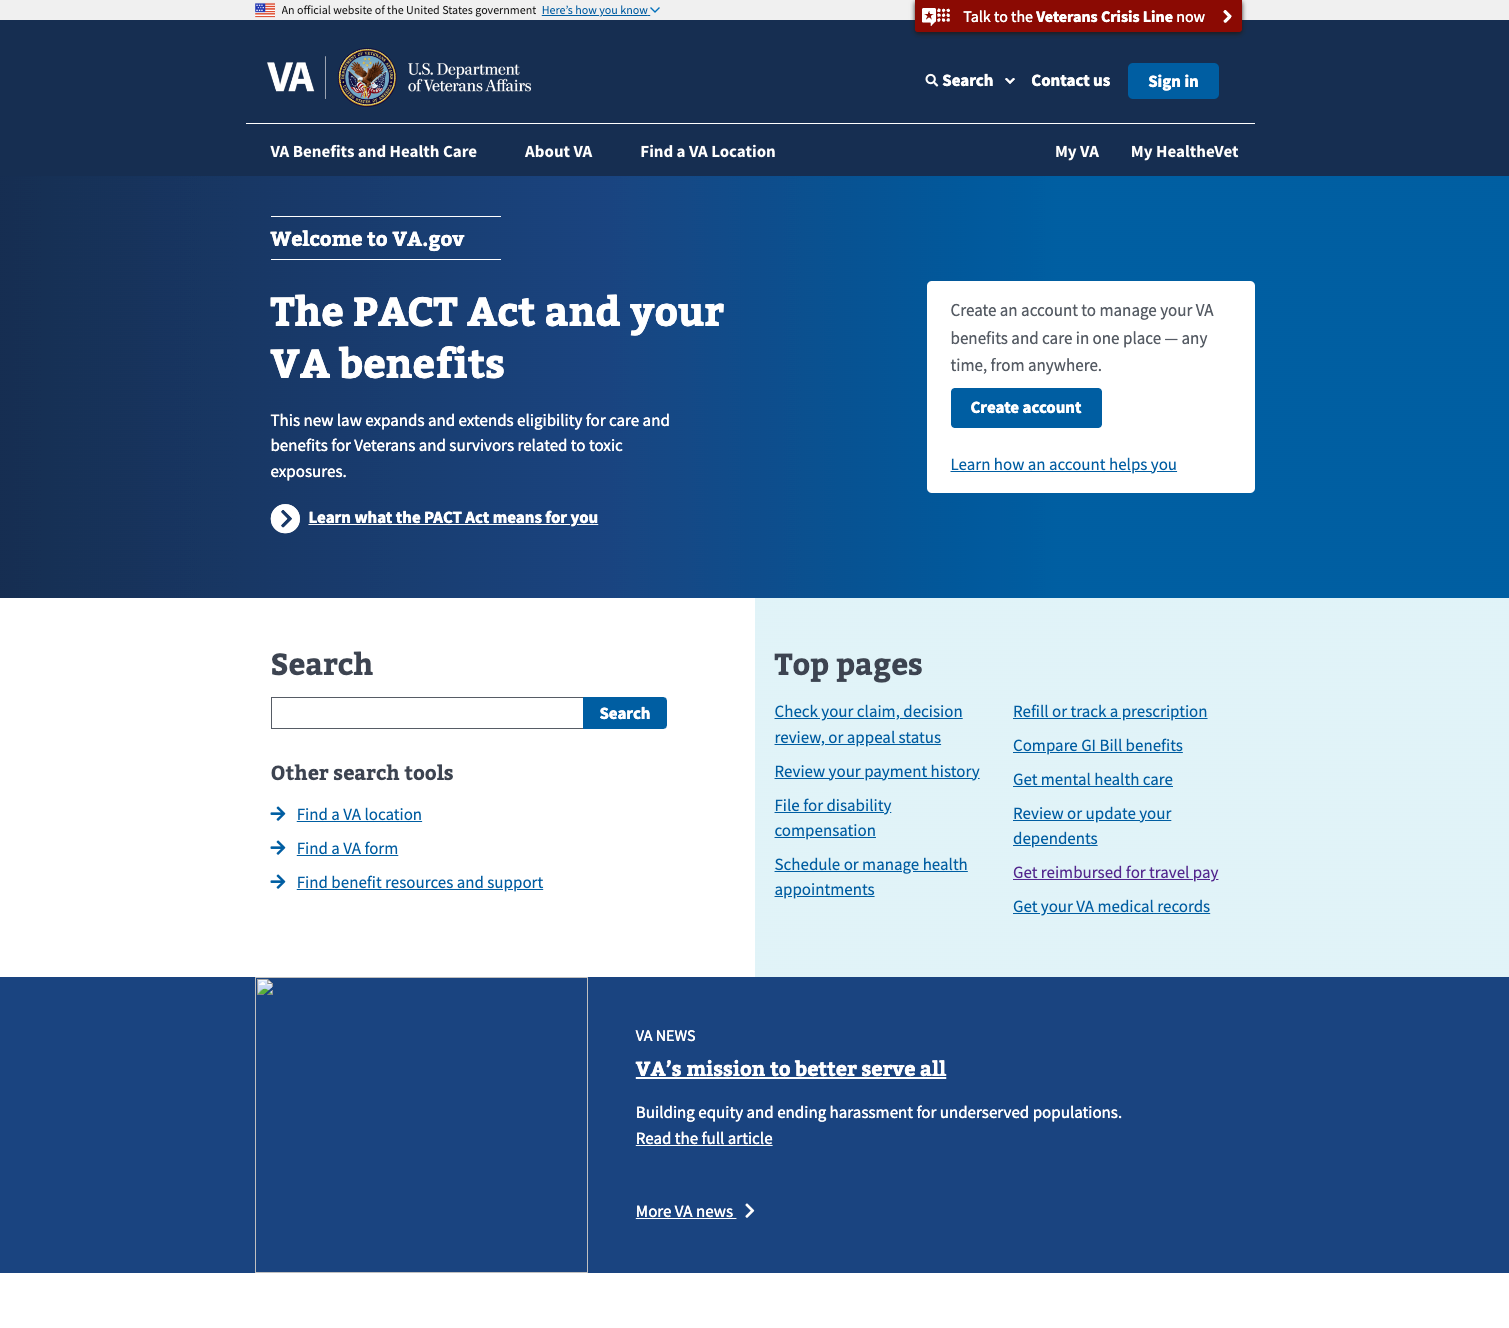 An official website of the United States government Here's how you know
Talk to the Veterans Crisis Line now
VA
U.S. Department
of Veterans Affairs
Search
Contact us
Sign in
VA Benefits and Health Care
About VA
Find a VA Location
My VA
My HealtheVet
Welcome to VA.gov
The PACT Act and your
VA benefits
This new law expands and extends eligibility for care and
benefits for Veterans and survivors related to toxic
exposures.
Learn what the PACT Act means for you
Create an account to manage your VA
benefits and care in one place — any
time, from anywhere.
Create account
Learn how an account helps you
Search
Search
Other search tools
Find a VA location
Find a VA form
Find benefit resources and support
Top pages
Check your claim, decision
review, or appeal status
Review your payment history
File for disability
compensation
Schedule or manage health
appointments
Refill or track a prescription
Compare GI Bill benefits
Get mental health care
Review or update your
dependents
Get reimbursed for travel pay
Get your VA medical records
VA NEWS
VA’s mission to better serve all
Building equity and ending harassment for underserved populations.
Read the full article
More VA news